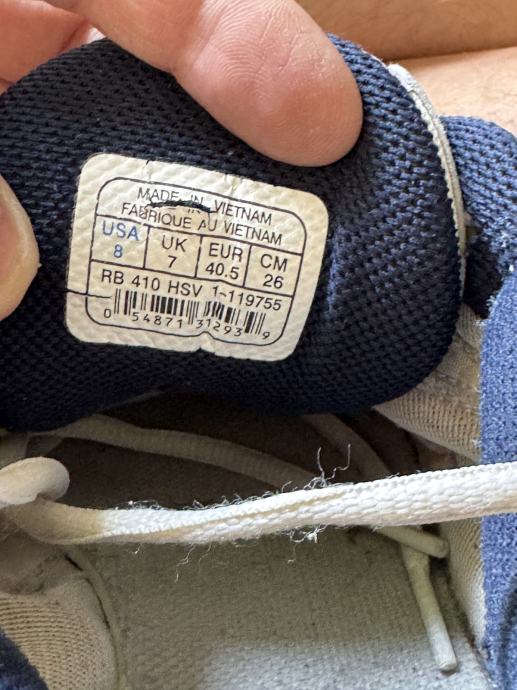 MADE IN VIETNAM
FABRIQUE AU VIETNAM
USA UK EUR CM
8 7 40.5 26
RB 410 HSV 1-119755
0 54871 31293 9